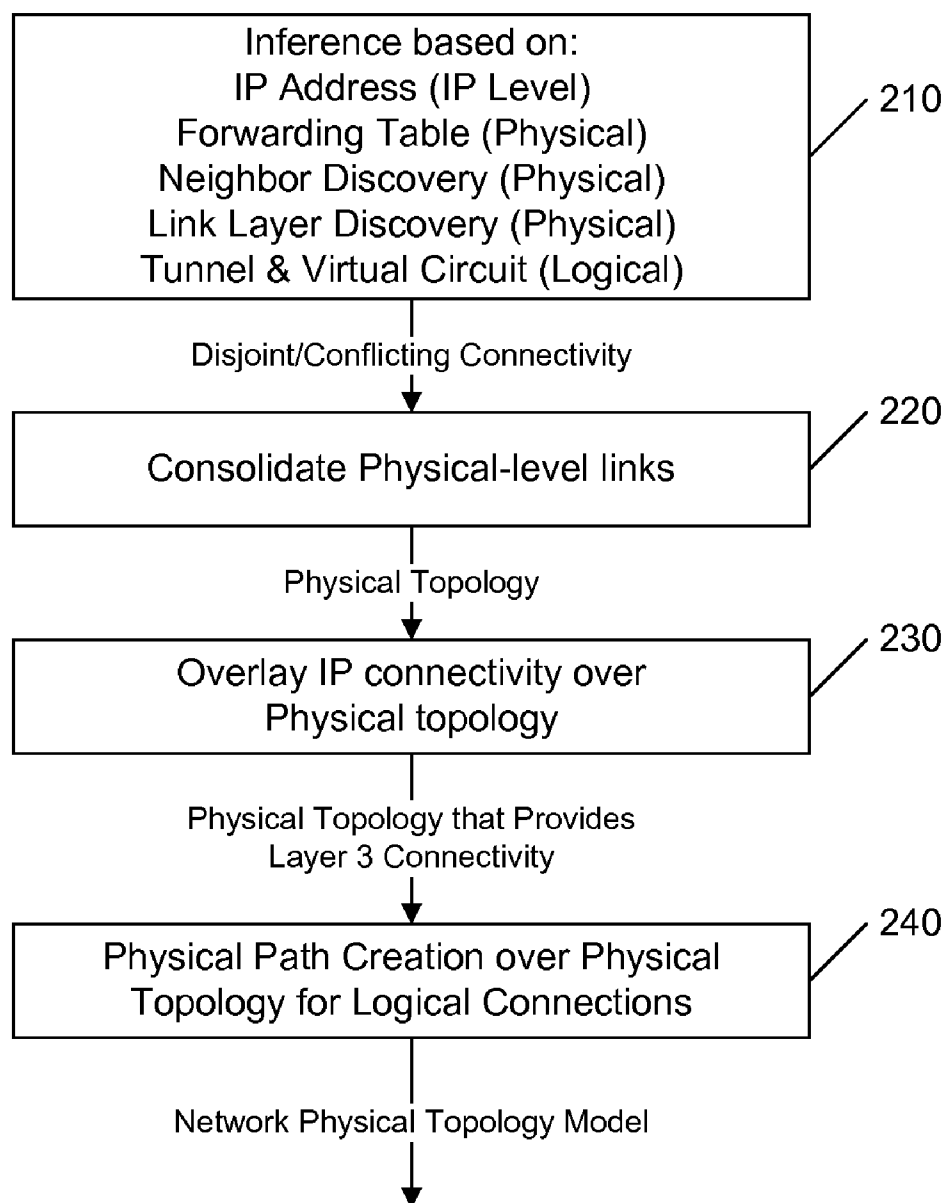 Inference based on:
IP Address (IP Level)
Forwarding Table (Physical)
Neighbor Discovery (Physical)
Link Layer Discovery (Physical)
Tunnel & Virtual Circuit (Logical)
210
Disjoint/Conflicting Connectivity
220
Consolidate Physical-level links
Physical Topology
230
Overlay IP connectivity over
Physical topology
Physical Topology that Provides
Layer 3 Connectivity
240
Physical Path Creation over Physical
Topology for Logical Connections
Network Physical Topology Model